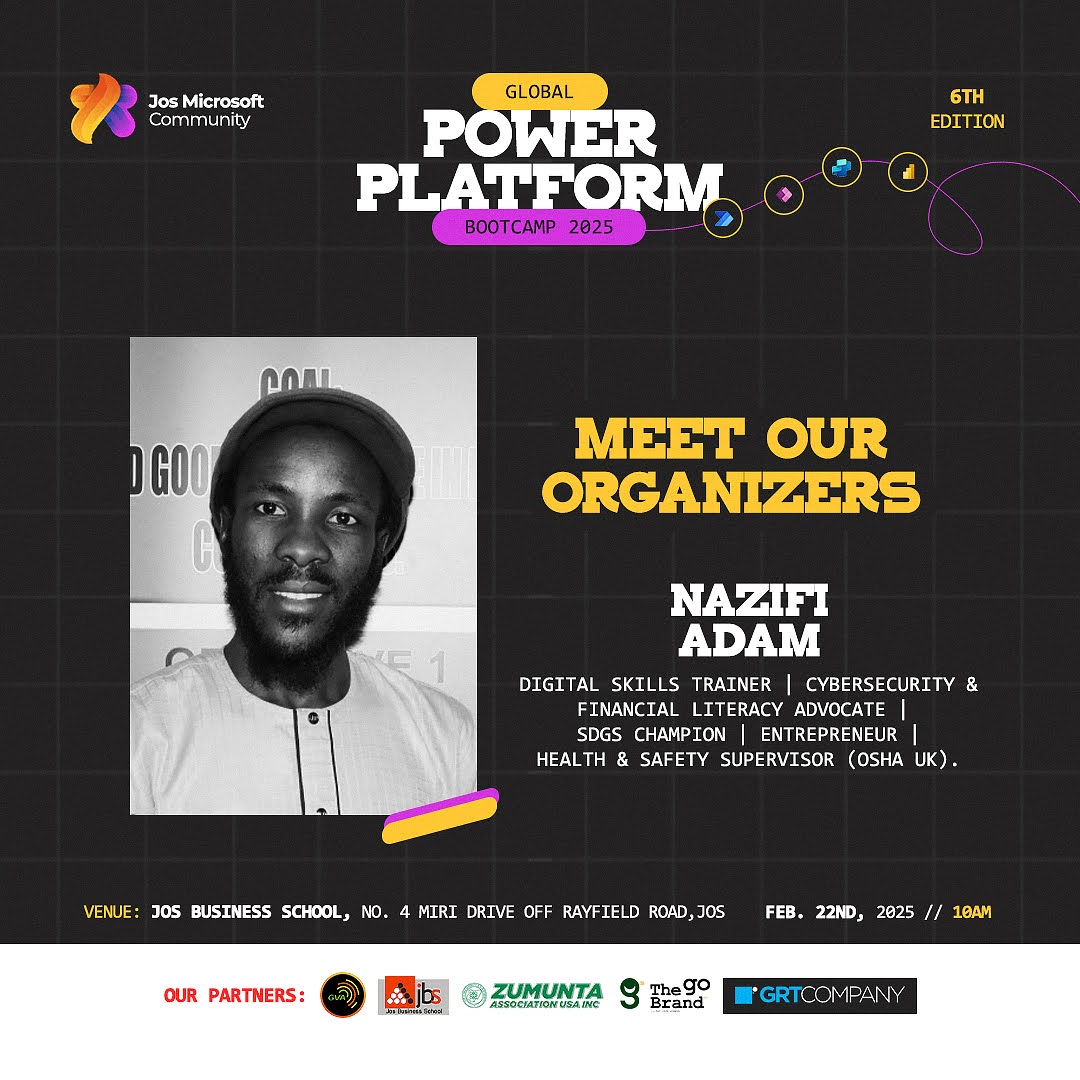 Jos Microsoft
Community
GLOBAL
POWER
PLATFORM
BOOTCAMP 2025
6TH
EDITION
GOAL
D GOO
MEET OUR
ORGANIZERS
NAZIFI
ADAM
DIGITAL SKILLS TRAINER | CYBERSECURITY &
FINANCIAL LITERACY ADVOCATE |
SDGS CHAMPION | ENTREPRENEUR |
HEALTH & SAFETY SUPERVISOR (OSHA UK).
VENUE: JOS BUSINESS SCHOOL, NO. 4 MIRI DRIVE OFF RAYFIELD ROAD,JOS
FEB. 22ND, 2025 // 10AM
OUR PARTNERS:
GVA
jbs
Jos Business School
ZUMUNTA
ASSOCIATION USA INC
The go
Brand
GRTCOMPANY